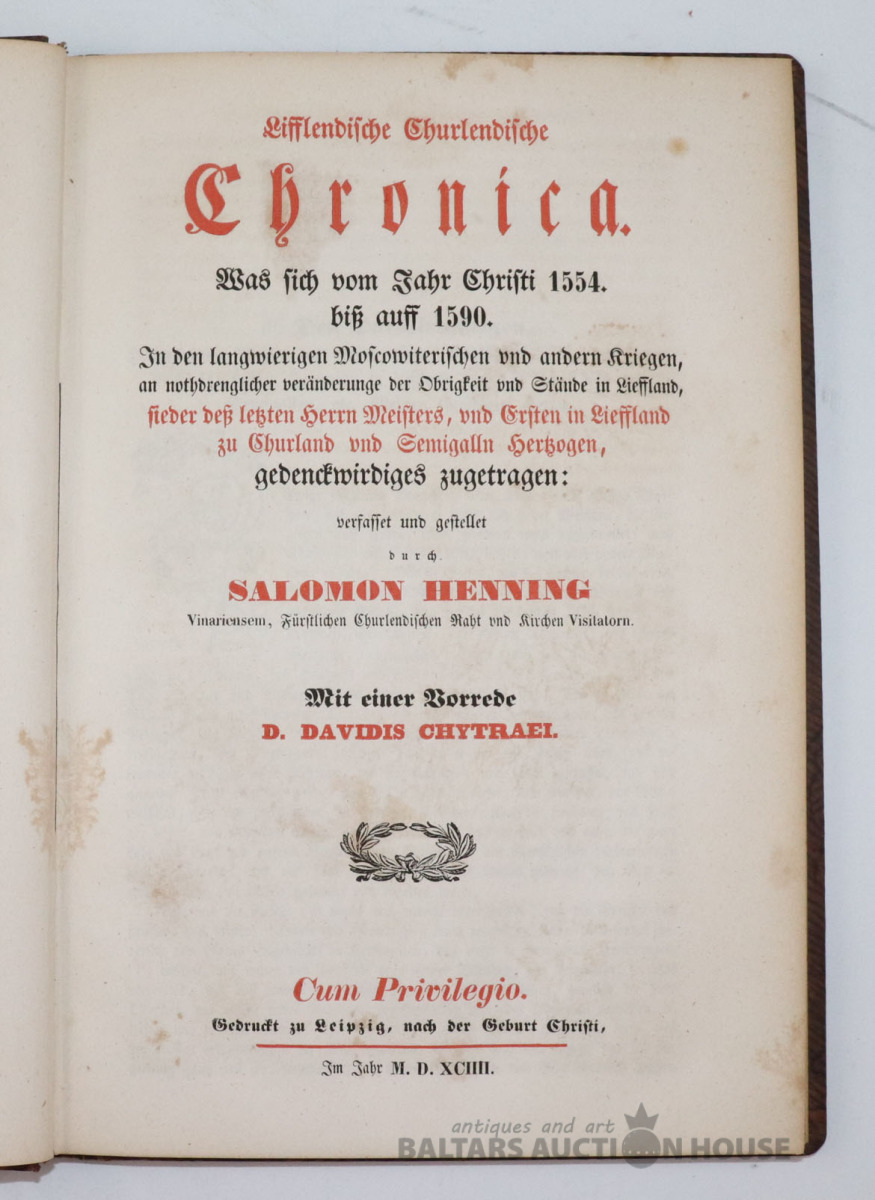 Lifflendische Churlendische
Chronica.
Was sich vom Jahr Christi 1554.
biß auff 1590.
In den langwierigen Moscowiterischen vnd andern Kriegen,
an nothdrenglicher veränderunge der Obrigkeit vnd Stände in Lieffland,
sieder deß letzten Herrn Meisters, vnd Ersten in Lieffland
zu Churland vnd Semigalln Hertzogen,
gedenckwirdiges zugetragen:
verfasset und gestellet
durch
SALOMON HENNING
Vinariensem, Fürstlichen Churlendischen Raht vnd Kirchen Visitatorn.
Mit einer Vorrede
D. DAVIDIS CHYTRAEI.
Cum Privilegio.
Gedruckt zu Leipzig, nach der Geburt Christi,
Im Jahr M. D. XCIIII.
antiques and art
BALTARS AUCTION HOUSE